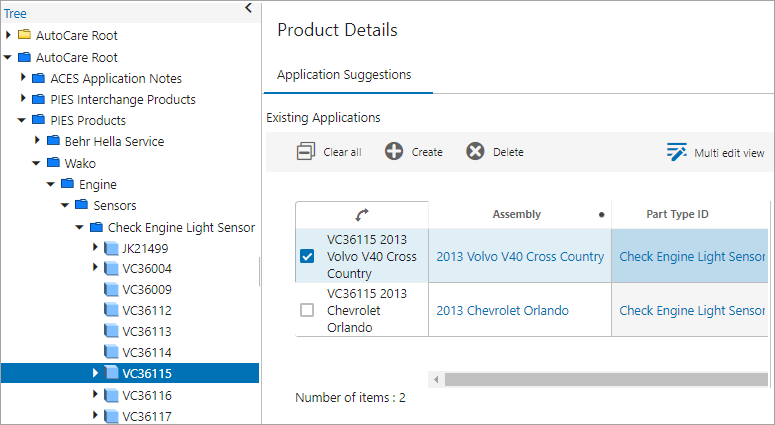 Tree
AutoCare Root
AutoCare Root
ACES Application Notes
PIES Interchange Products
PIES Products
Behr Hella Service
Wako
Engine
Sensors
Check Engine Light Sensor
JK21499
VC36004
VC36009
VC36112
VC36113
VC36114
VC36115
VC36116
VC36117
Product Details
Application Suggestions
Existing Applications
Clear all Create Delete Multi edit view
Assembly Part Type ID
VC36115 2013
Volvo V40 Cross
Country
2013 Volvo V40 Cross Country
Check Engine Light Sensor
VC36115 2013
Chevrolet
Orlando
2013 Chevrolet Orlando
Check Engine Light Sensor
Number of items : 2